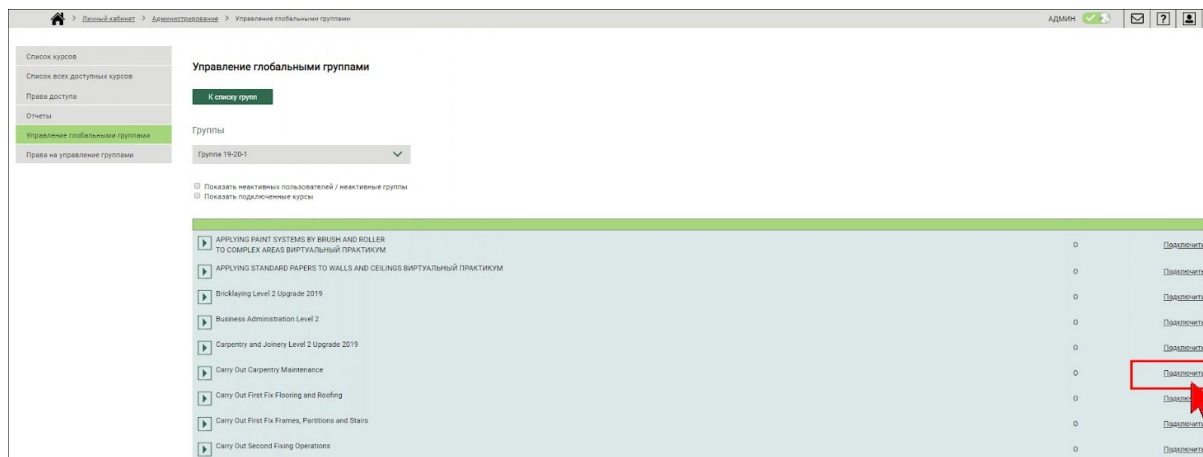 > Личный кабинет > Администрирование > Управление глобальными группами
АДМИН
?
Список курсов
Список всех доступных курсов
Права доступа
Отчеты
Управление глобальными группами
Права на управление группами
Управление глобальными группами
К списку групп
Группы
Группа 19-20-1
Показать неактивных пользователей / неактивные группы
Показать подключенные курсы
APPLYING PAINT SYSTEMS BY BRUSH AND ROLLER
TO COMPLEX AREAS ВИРТУАЛЬНЫЙ ПРАКТИКУМ 0 Подключить
APPLYING STANDARD PAPERS TO WALLS AND CEILINGS ВИРТУАЛЬНЫЙ ПРАКТИКУМ 0 Подключить
Bricklaying Level 2 Upgrade 2019 0 Подключить
Business Administration Level 2 0 Подключить
Carpentry and Joinery Level 2 Upgrade 2019 0 Подключить
Carry Out Carpentry Maintenance 0 Подключить
Carry Out First Fix Flooring and Roofing 0
Carry Out First Fix Frames, Partitions and Stairs 0 Подключить
Carry Out Second Fixing Operations 0 Подключить